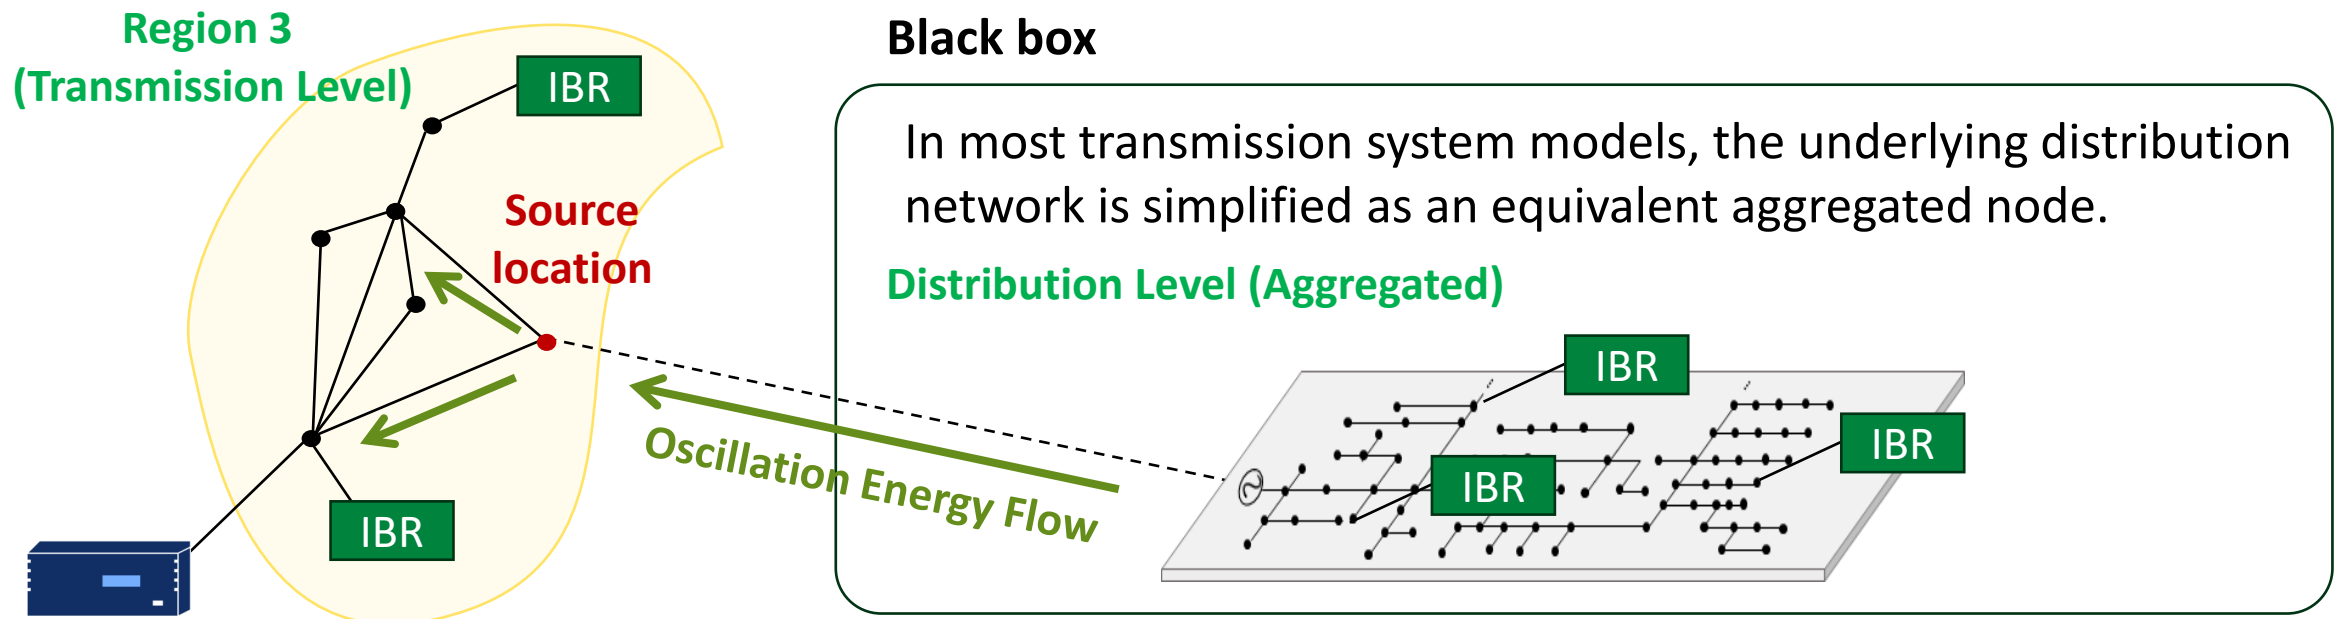 Region 3
(Transmission Level)
IBR
Source
location
IBR
Oscillation Energy Flow
Black box
In most transmission system models, the underlying distribution
network is simplified as an equivalent aggregated node.
Distribution Level (Aggregated)
IBR
IBR
IBR